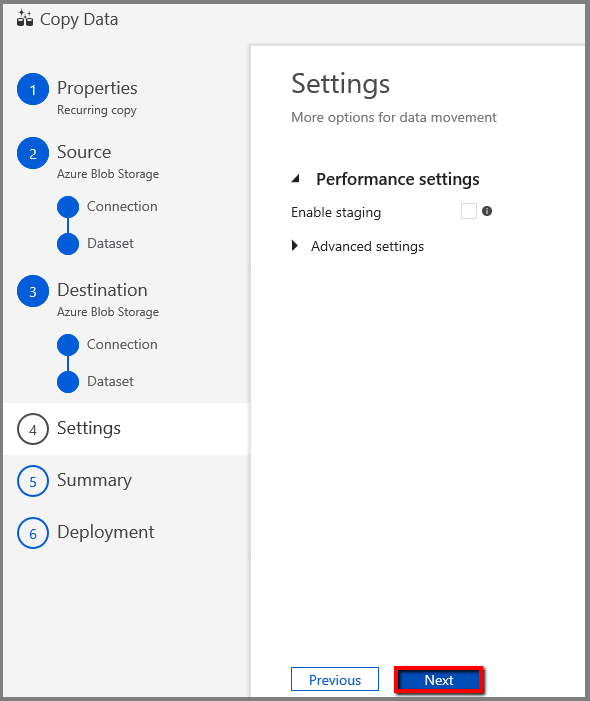 Copy Data
1 Properties
Recurring copy
2 Source
Azure Blob Storage
Connection
Dataset
3 Destination
Azure Blob Storage
Connection
Dataset
4 Settings
5 Summary
6 Deployment
Settings
More options for data movement
Performance settings
Enable staging
Advanced settings
Previous Next